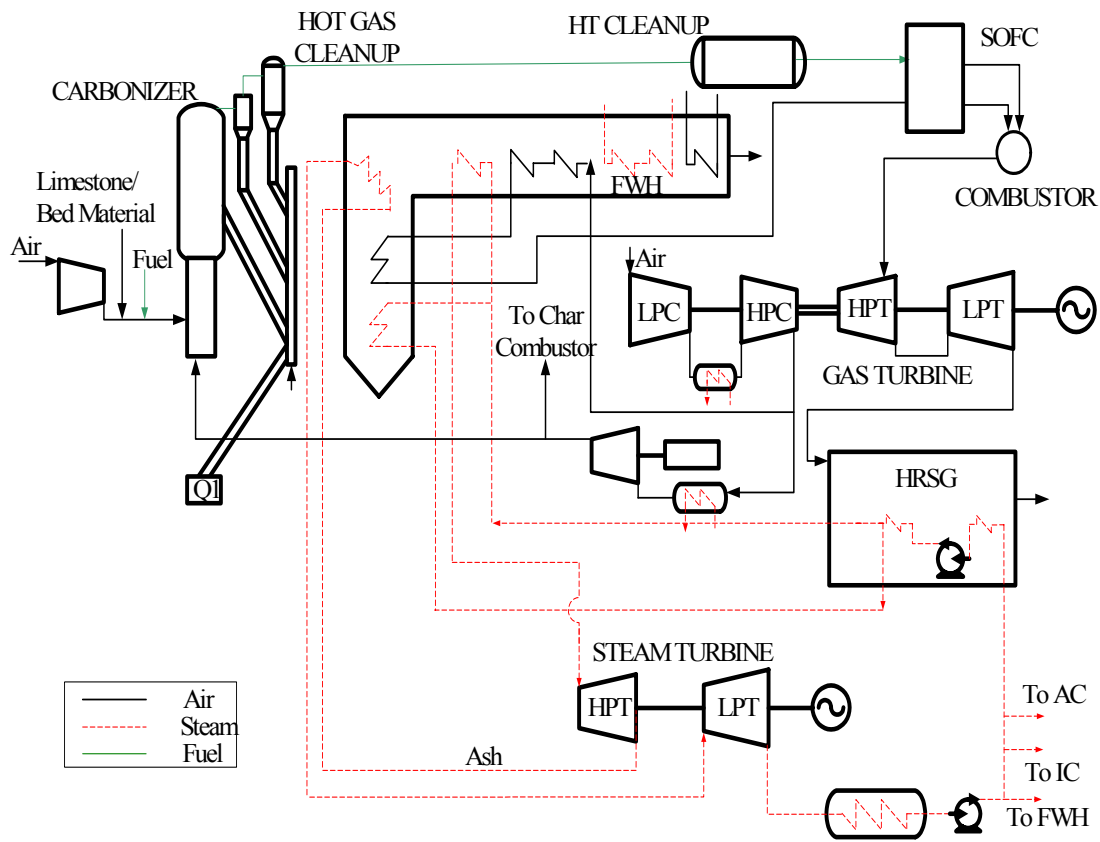 HOT GAS
CLEANUP
HT CLEANUP
SOFC
CARBONIZER
Limestone/
Bed Material
Air
Fuel
FWH
COMBUSTOR
Air
LPC
HPC
HPT
LPT
To Char
Combustor
GAS TURBINE
Q1
HRSG
STEAM TURBINE
HPT
LPT
Air
Steam
Fuel
Ash
To AC
To IC
To FWH